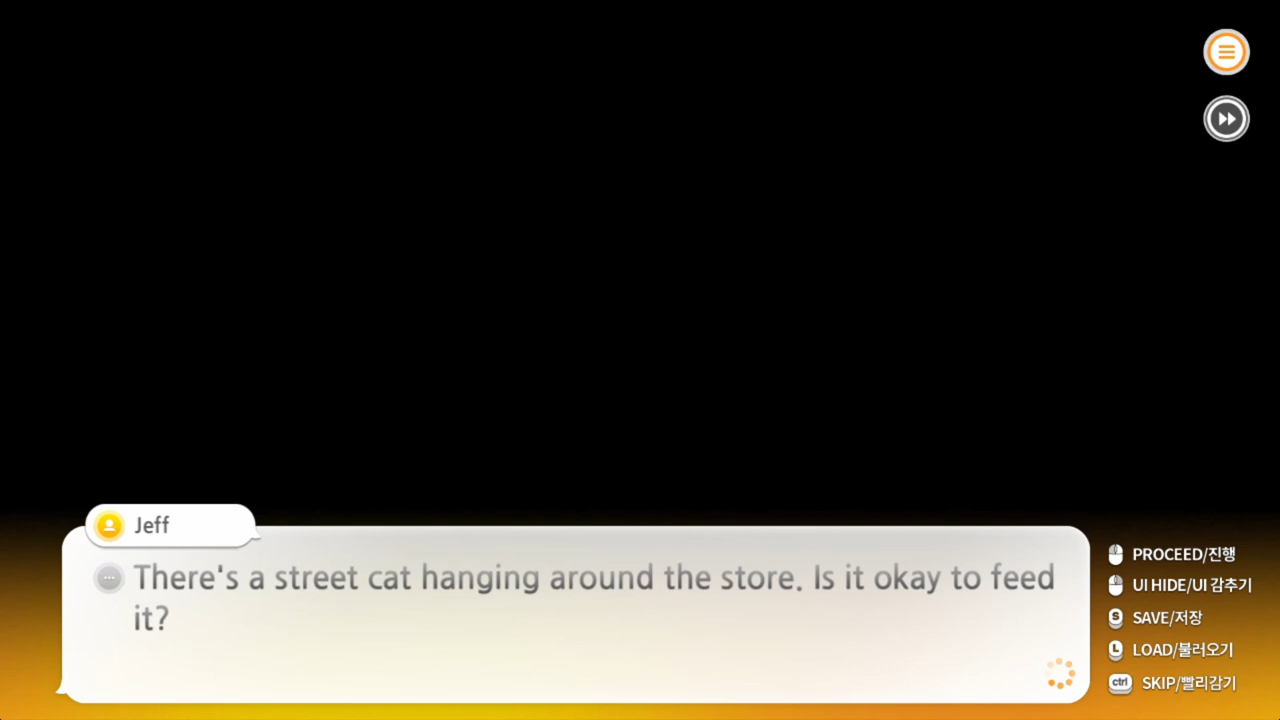 Jeff
There's a street cat hanging around the store. Is it okay to feed
it?
PROCEED/진행
UI HIDE/UI 감추기
S SAVE/저장
L LOAD/불러오기
ctrl SKIP/빨리감기